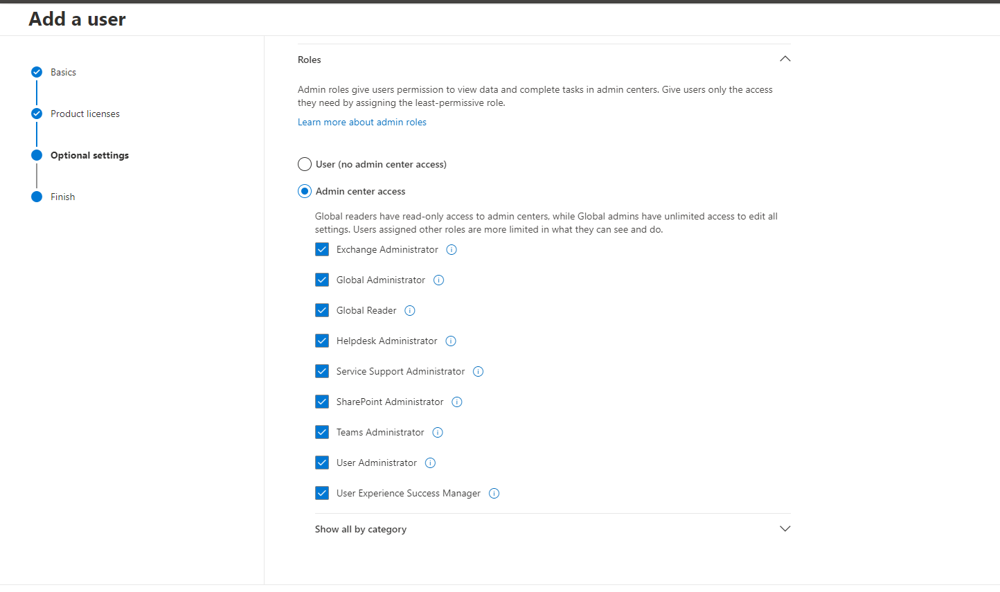 Add a user
Basics
Product licenses
Optional settings
Finish
Roles
Admin roles give users permission to view data and complete tasks in admin centers. Give users only the access
they need by assigning the least-permissive role.
Learn more about admin roles
User (no admin center access)
Admin center access
Global readers have read-only access to admin centers, while Global admins have unlimited access to edit all
settings. Users assigned other roles are more limited in what they can see and do.
Exchange Administrator
Global Administrator
Global Reader
Helpdesk Administrator
Service Support Administrator
SharePoint Administrator
Teams Administrator
User Administrator
User Experience Success Manager
Show all by category